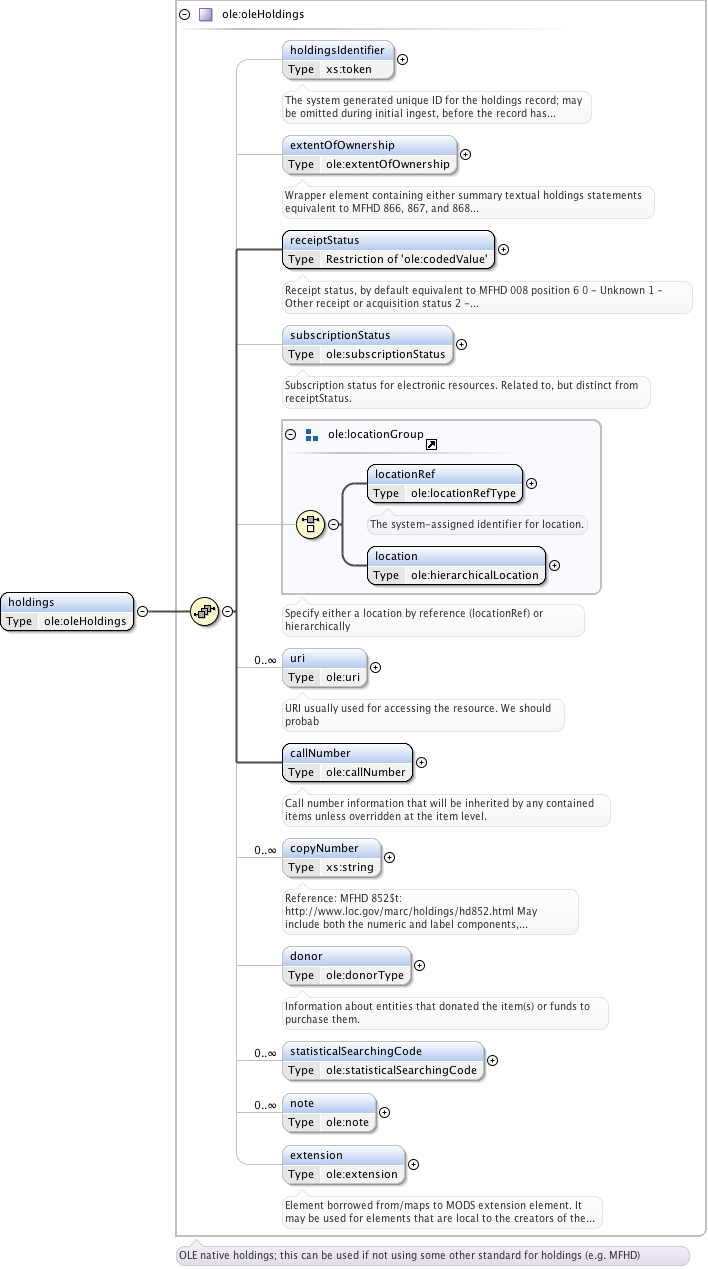 ole:oleHoldings
holdingsIdentifier
Type xs:token
The system generated unique ID for the holdings record; may
be omitted during initial ingest, before the record has...
extentOfOwnership
Type ole:extentOfOwnership
Wrapper element containing either summary textual holdings statements
equivalent to MFHD 866, 867, and 868...
receiptStatus
Type Restriction of 'ole:codedValue'
Receipt status, by default equivalent to MFHD 008 position 6 0 - Unknown 1 -
Other receipt or acquisition status 2 -...
subscriptionStatus
Type ole:subscriptionStatus
Subscription status for electronic resources. Related to, but distinct from
receiptStatus.
ole:locationGroup
locationRef
Type ole:locationRefType
The system-assigned identifier for location.
location
Type ole:hierarchicalLocation
Specify either a location by reference (locationRef) or
hierarchically
holdings
Type ole:oleHoldings
0..∞ uri
Type ole:uri
URI usually used for accessing the resource. We should
probab
callNumber
Type ole:callNumber
Call number information that will be inherited by any contained
items unless overridden at the item level.
0..∞ copyNumber
Type xs:string
Reference: MFHD 852$t:
http://www.loc.gov/marc/holdings/hd852.html May
include both the numeric and label components,...
donor
Type ole:donorType
Information about entities that donated the item(s) or funds to
purchase them.
0..∞ statisticalSearchingCode
Type ole:statisticalSearchingCode
0..∞ note
Type ole:note
extension
Type ole:extension
Element borrowed from/maps to MODS extension element. It
may be used for elements that are local to the creators of the...
OLE native holdings; this can be used if not using some other standard for holdings (e.g. MFHD)